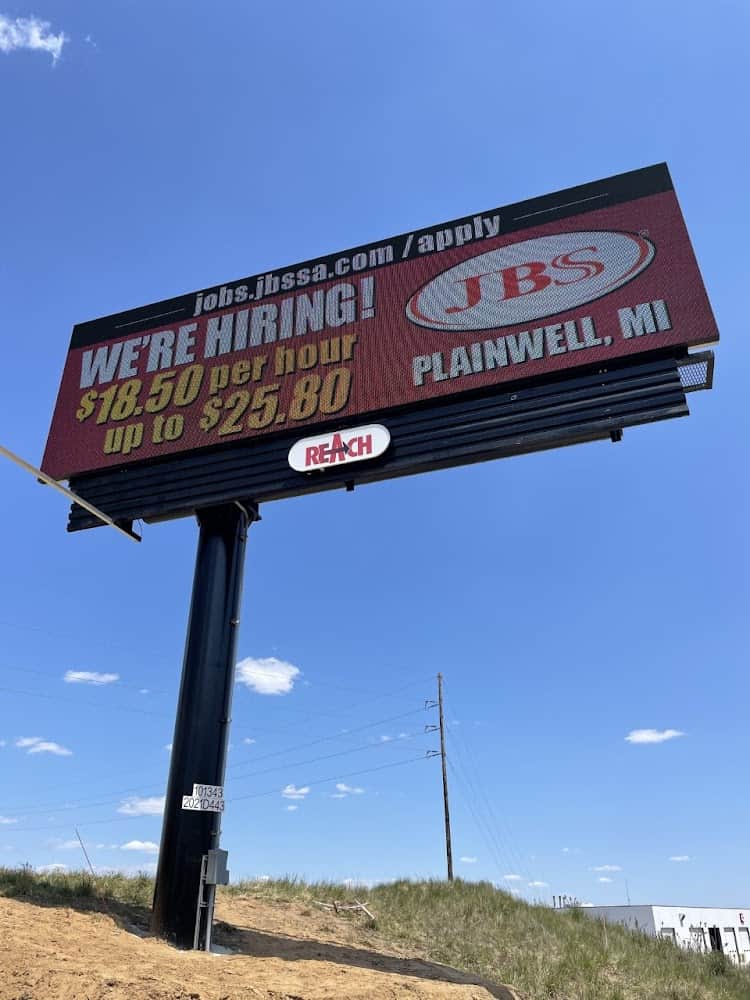 jobs.jbssa.com /apply
WE'RE HIRING!
$18.50 per hour
up to $25.80
JBS
PLAINWELL, MI
REACH
101343
2021D443